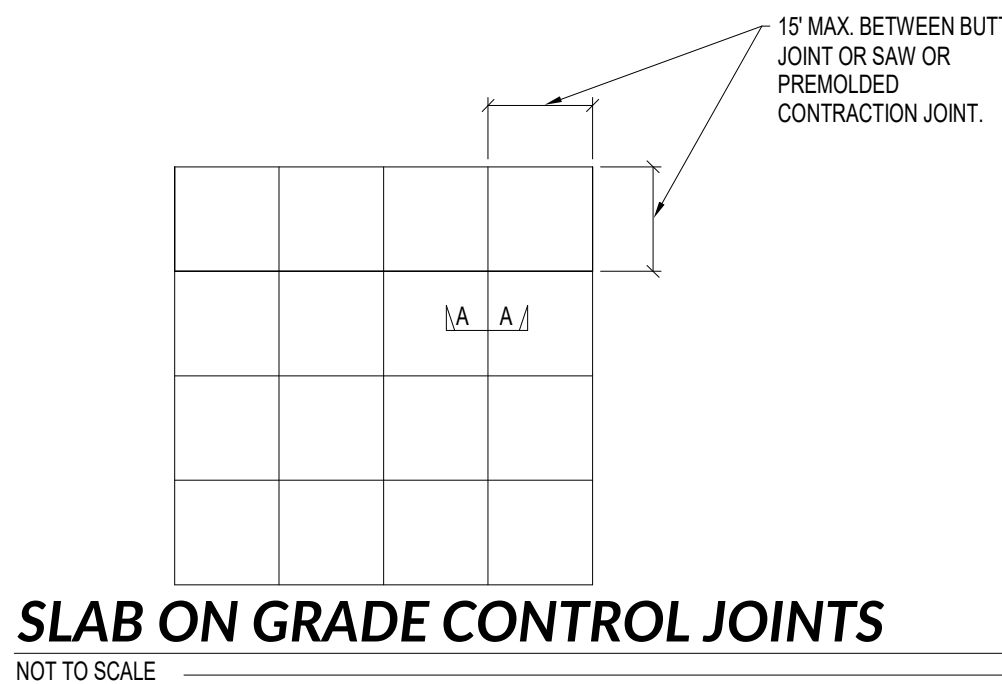 15' MAX. BETWEEN BUTT
JOINT OR SAW OR
PREMOLDED
CONTRACTION JOINT.
A A
SLAB ON GRADE CONTROL JOINTS
NOT TO SCALE